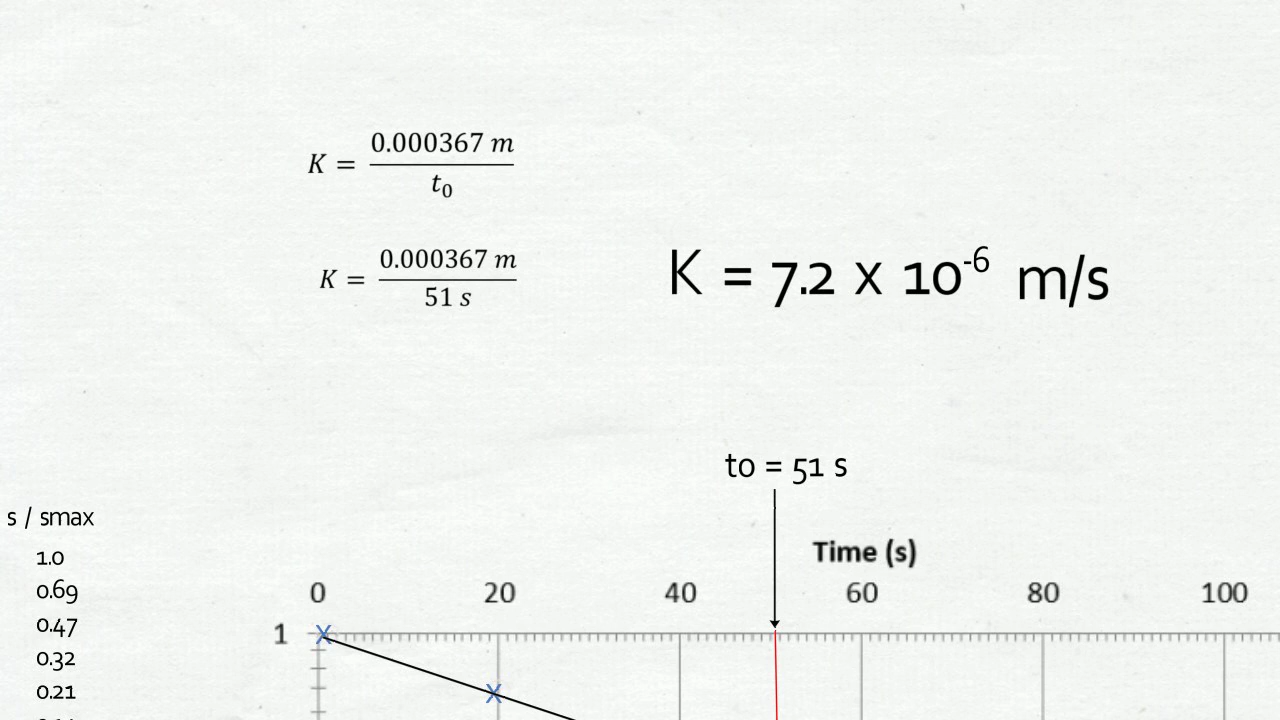 K = 0.000367 m / t₀
K = 0.000367 m / 51 s
K = 7.2 x 10⁻⁶ m/s
to = 51 s
s / smax
1.0
0.69
0.47
0.32
0.21
Time (s)
0 20 40 60 80 100
1